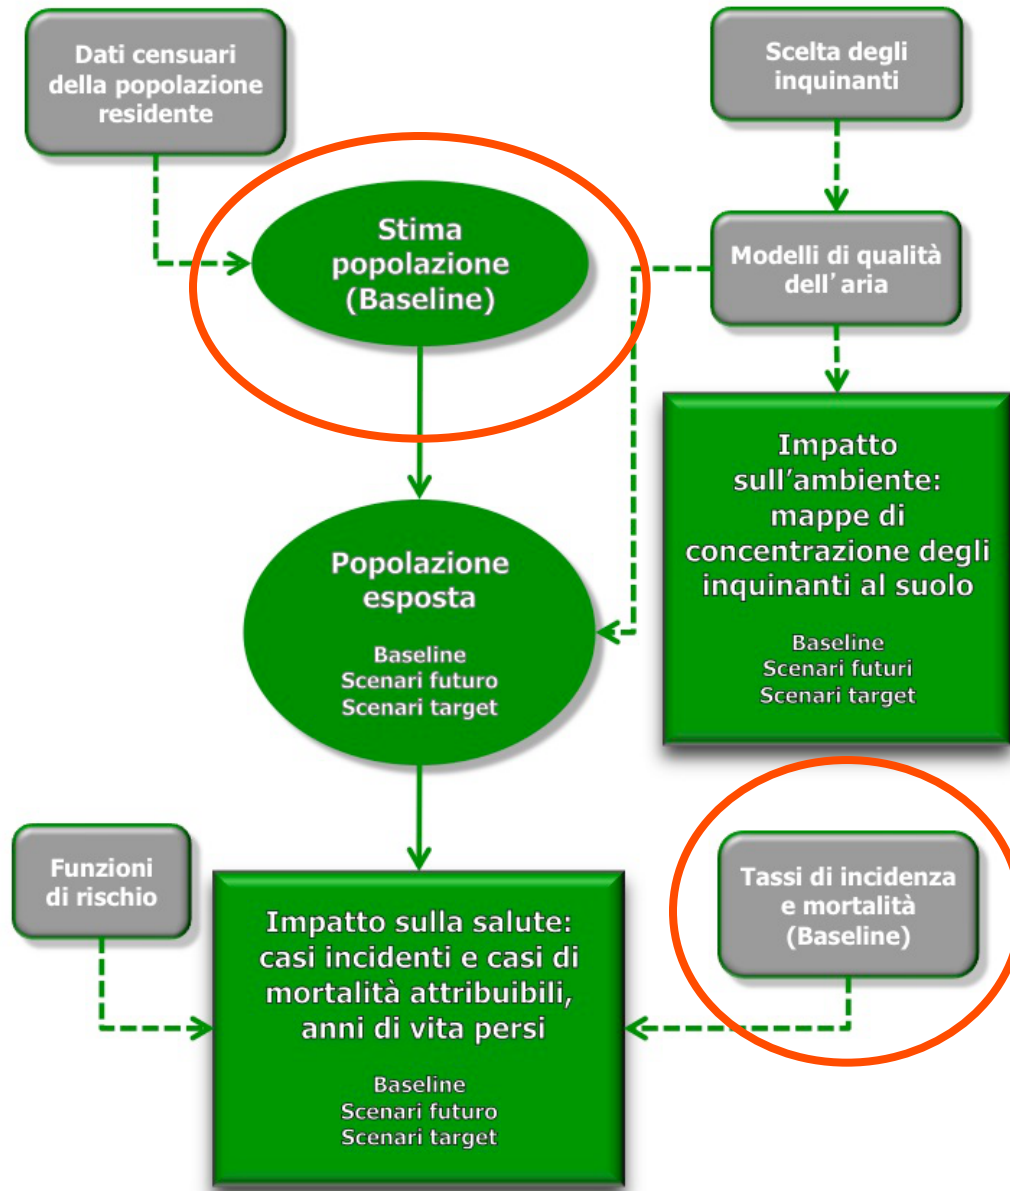 Dati censuari
della popolazione
residente
Scelta degli
inquinanti
Stima
popolazione
(Baseline)
Modelli di qualità
dell'aria
Impatto
sull'ambiente:
mappe di
concentrazione degli
inquinanti al suolo
Baseline
Scenari futuri
Scenari target
Popolazione
esposta
Baseline
Scenari futuro
Scenari target
Funzioni
di rischio
Tassi di incidenza
e mortalità
(Baseline)
Impatto sulla salute:
casi incidenti e casi di
mortalità attribuibili,
anni di vita persi
Baseline
Scenari futuro
Scenari target